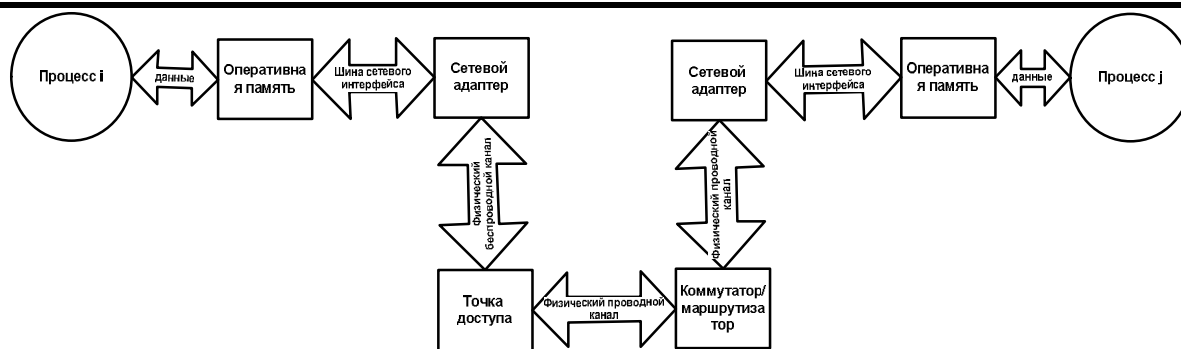 Процесс i
данные
Оперативна
я память
Шина сетевого
интерфейса
Сетевой
адаптер
Сетевой
адаптер
Шина сетевого
интерфейса
Оперативна
я память
данные
Процесс j
Физический
беспроводной канал
Физический проводной
канал
Точка
доступа
Физический проводной
канал
Коммутатор/
маршрутиза
тор